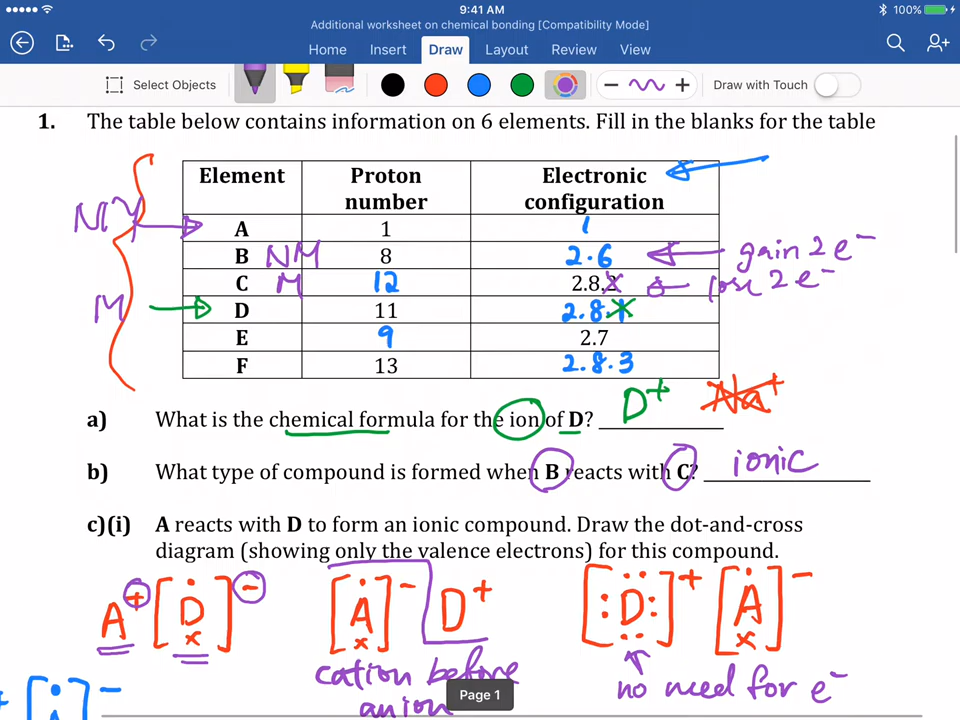 9:41 AM
100%
Additional worksheet on chemical bonding [Compatibility Mode]
Home Insert Draw Layout Review View
Select Objects
Draw with Touch
1. The table below contains information on 6 elements. Fill in the blanks for the table
Element Proton number Electronic configuration
NM
A 1 1
B NM 8 2.6 gain 2 e⁻
C M 12 2.8.2 lose 2 e⁻
M
D 11 2.8.1
E 9 2.7
F 13 2.8.3
a) What is the chemical formula for the ion of D? D⁺ Na⁺
b) What type of compound is formed when B reacts with C? ionic
c)(i) A reacts with D to form an ionic compound. Draw the dot-and-cross
diagram (showing only the valence electrons) for this compound.
A⁺ [D]⁻ [A]⁻ D⁺ [D]⁺ [A]⁻
cation before
anion
no need for e⁻
Page 1